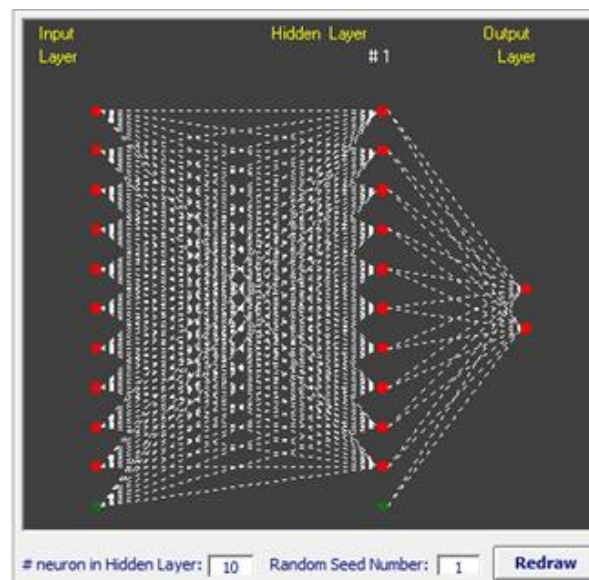 Input Hidden Layer Output
Layer # 1 Layer
# neuron in Hidden Layer: 10 Random Seed Number: 1 Redraw